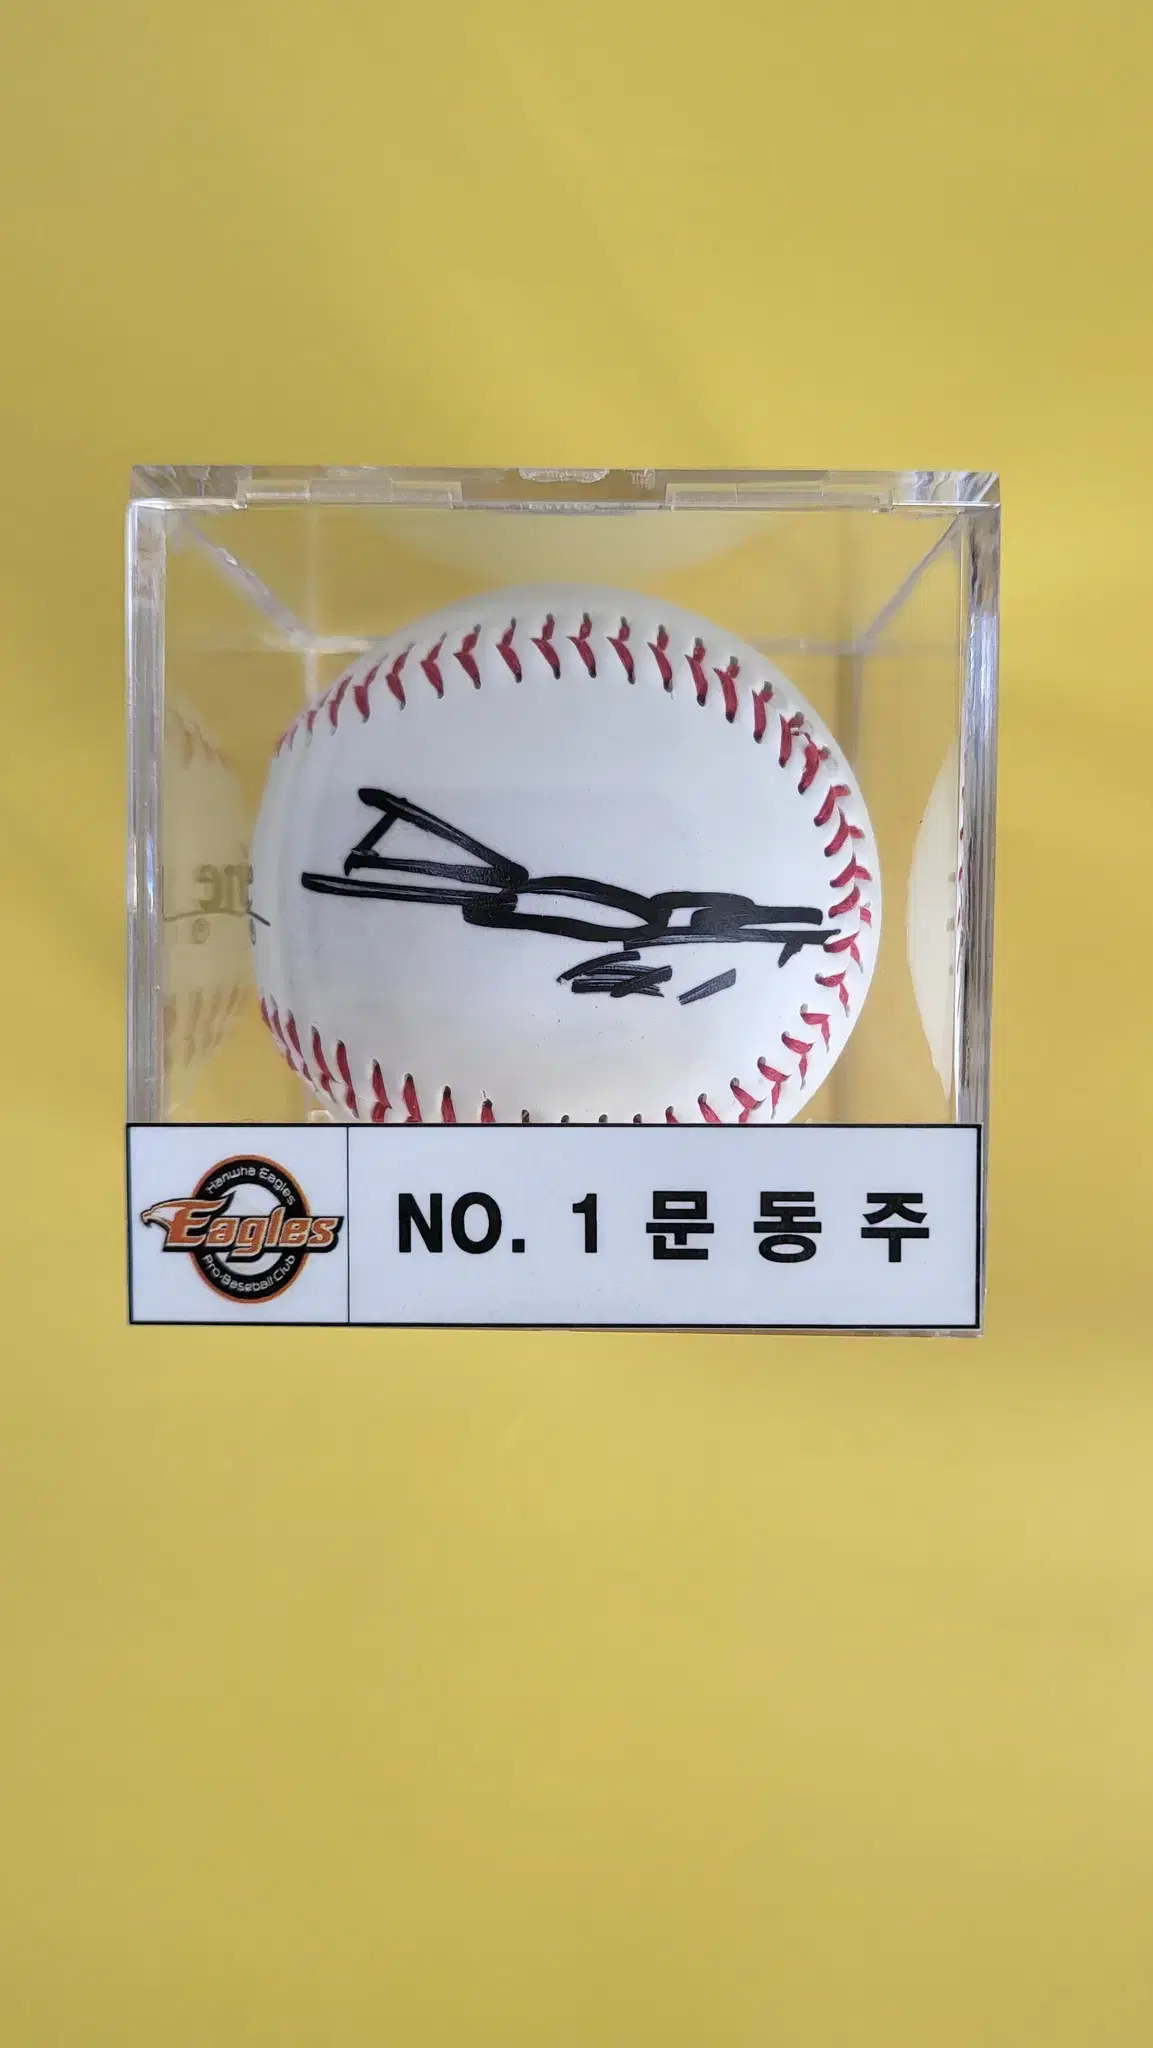 Hanwha Eagles
Eagles
Pro-Baseball Club
NO. 1 문동주